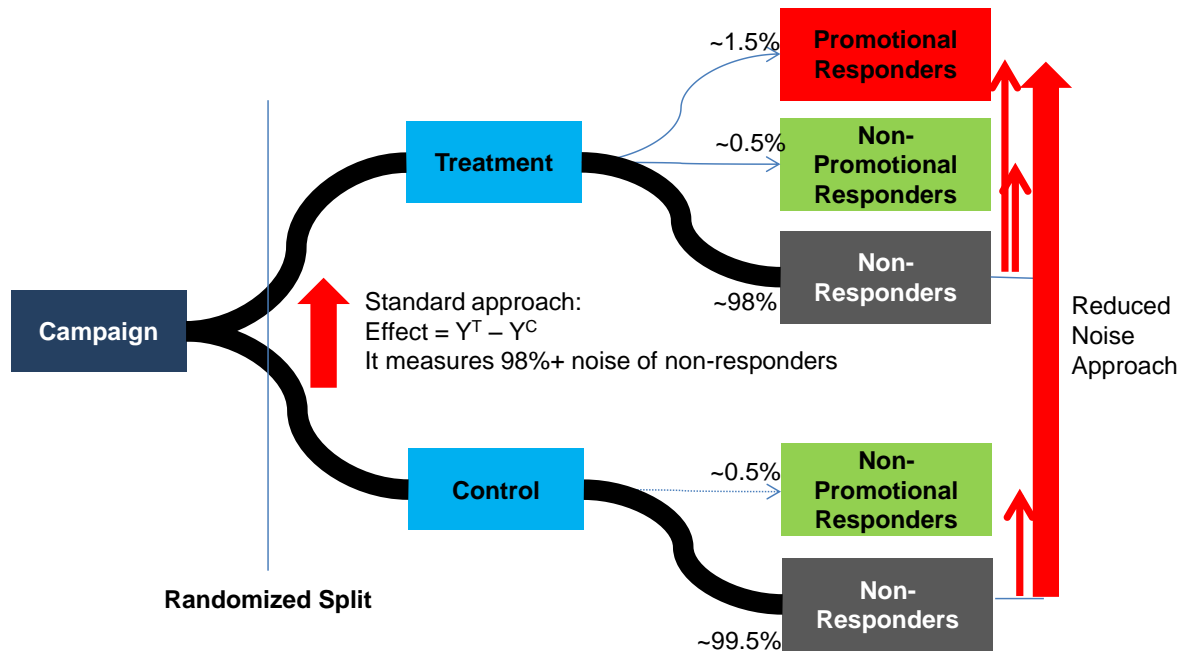 ~1.5%
Promotional
Responders
~0.5%
Non-
Promotional
Responders
Treatment
Non-
Responders
~98%
Campaign
Standard approach:
Effect = Yᵀ – Yᶜ
It measures 98%+ noise of non-responders
Reduced
Noise
Approach
~0.5%
Non-
Promotional
Responders
Control
Non-
Responders
~99.5%
Randomized Split